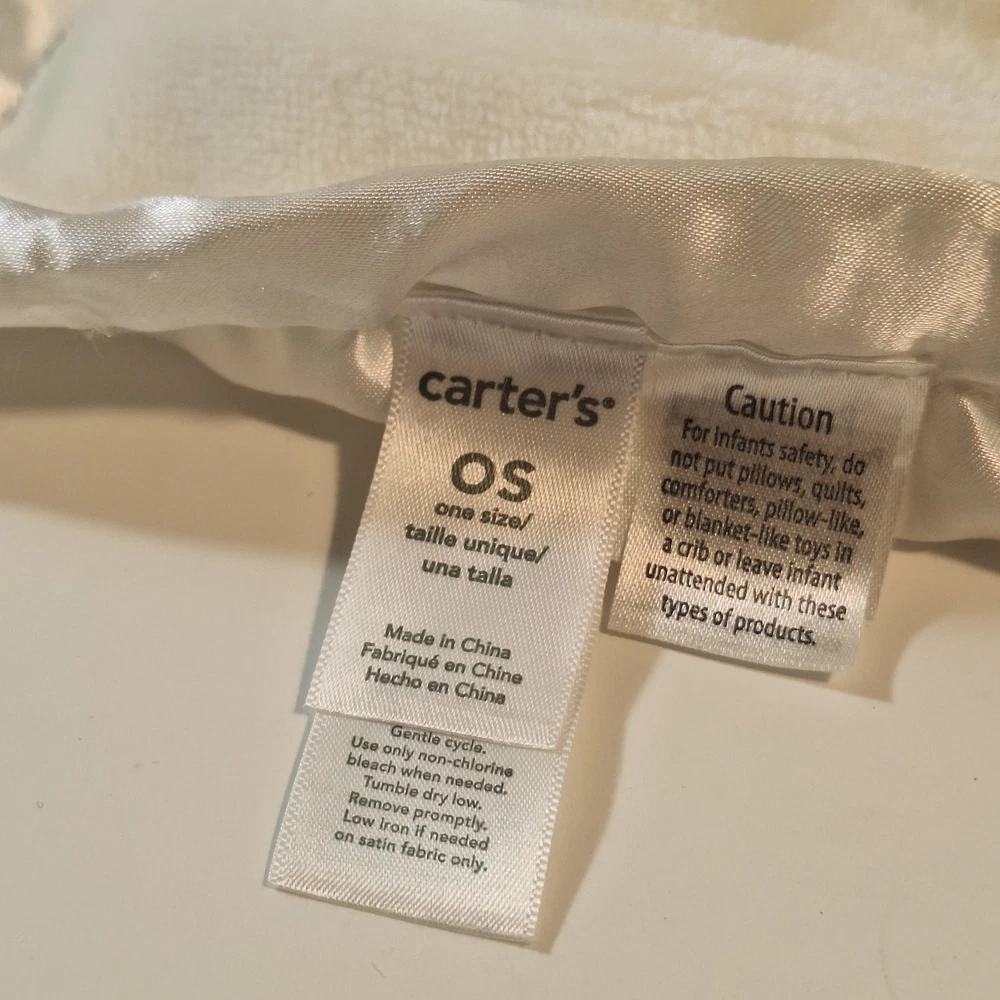 carter's®
OS
one size/
taille unique/
una talla
Made in China
Fabriqué en Chine
Hecho en China
Gentle cycle.
Use only non-chlorine
bleach when needed.
Tumble dry low.
Remove promptly.
Low iron if needed
on satin fabric only.
Caution
For infants safety, do
not put pillows, quilts,
comforters, pillow-like,
or blanket-like toys in
a crib or leave infant
unattended with these
types of products.